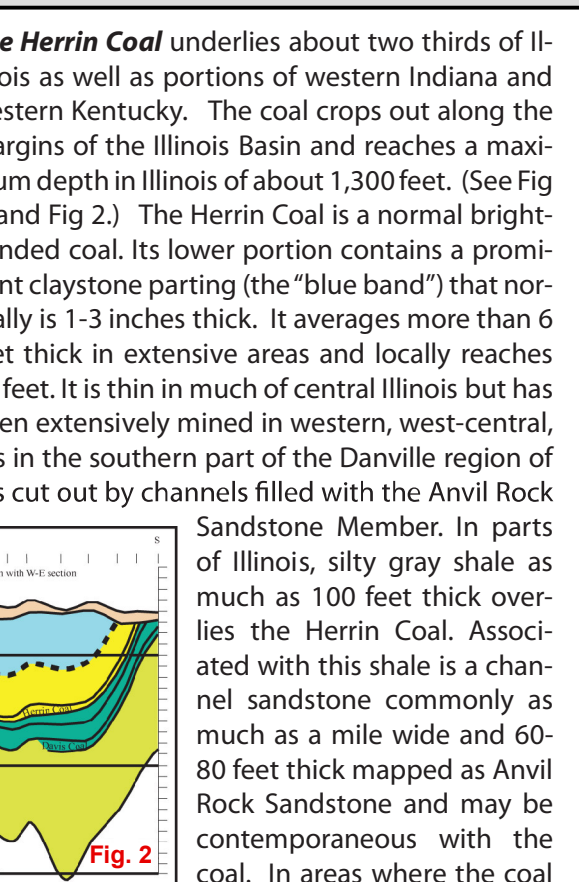 e Herrin Coal underlies about two thirds of Il-
nois as well as portions of western Indiana and
estern Kentucky. The coal crops out along the
argins of the Illinois Basin and reaches a maxi-
um depth in Illinois of about 1,300 feet. (See Fig
and Fig 2.) The Herrin Coal is a normal bright-
nded coal. Its lower portion contains a promi-
nt claystone parting (the “blue band”) that nor-
ally is 1-3 inches thick. It averages more than 6
et thick in extensive areas and locally reaches
feet. It is thin in much of central Illinois but has
en extensively mined in western, west-central,
s in the southern part of the Danville region of
s cut out by channels filled with the Anvil Rock
Sandstone Member. In parts
of Illinois, silty gray shale as
much as 100 feet thick over-
lies the Herrin Coal. Associ-
ated with this shale is a chan-
nel sandstone commonly as
much as a mile wide and 60-
80 feet thick mapped as Anvil
Rock Sandstone and may be
contemporaneous with the
coal. In areas where the coal
S
n with W-E section
Herrin Coal
Davis Coal
Fig. 2